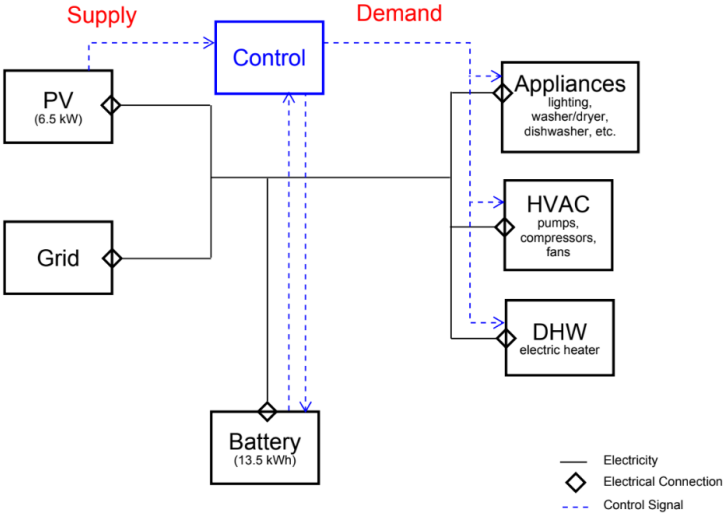 Supply
Demand
Control
PV
(6.5 kW)
Appliances
lighting,
washer/dryer,
dishwasher, etc.
HVAC
pumps,
compressors,
fans
Grid
DHW
electric heater
Battery
(13.5 kWh)
Electricity
Electrical Connection
Control Signal